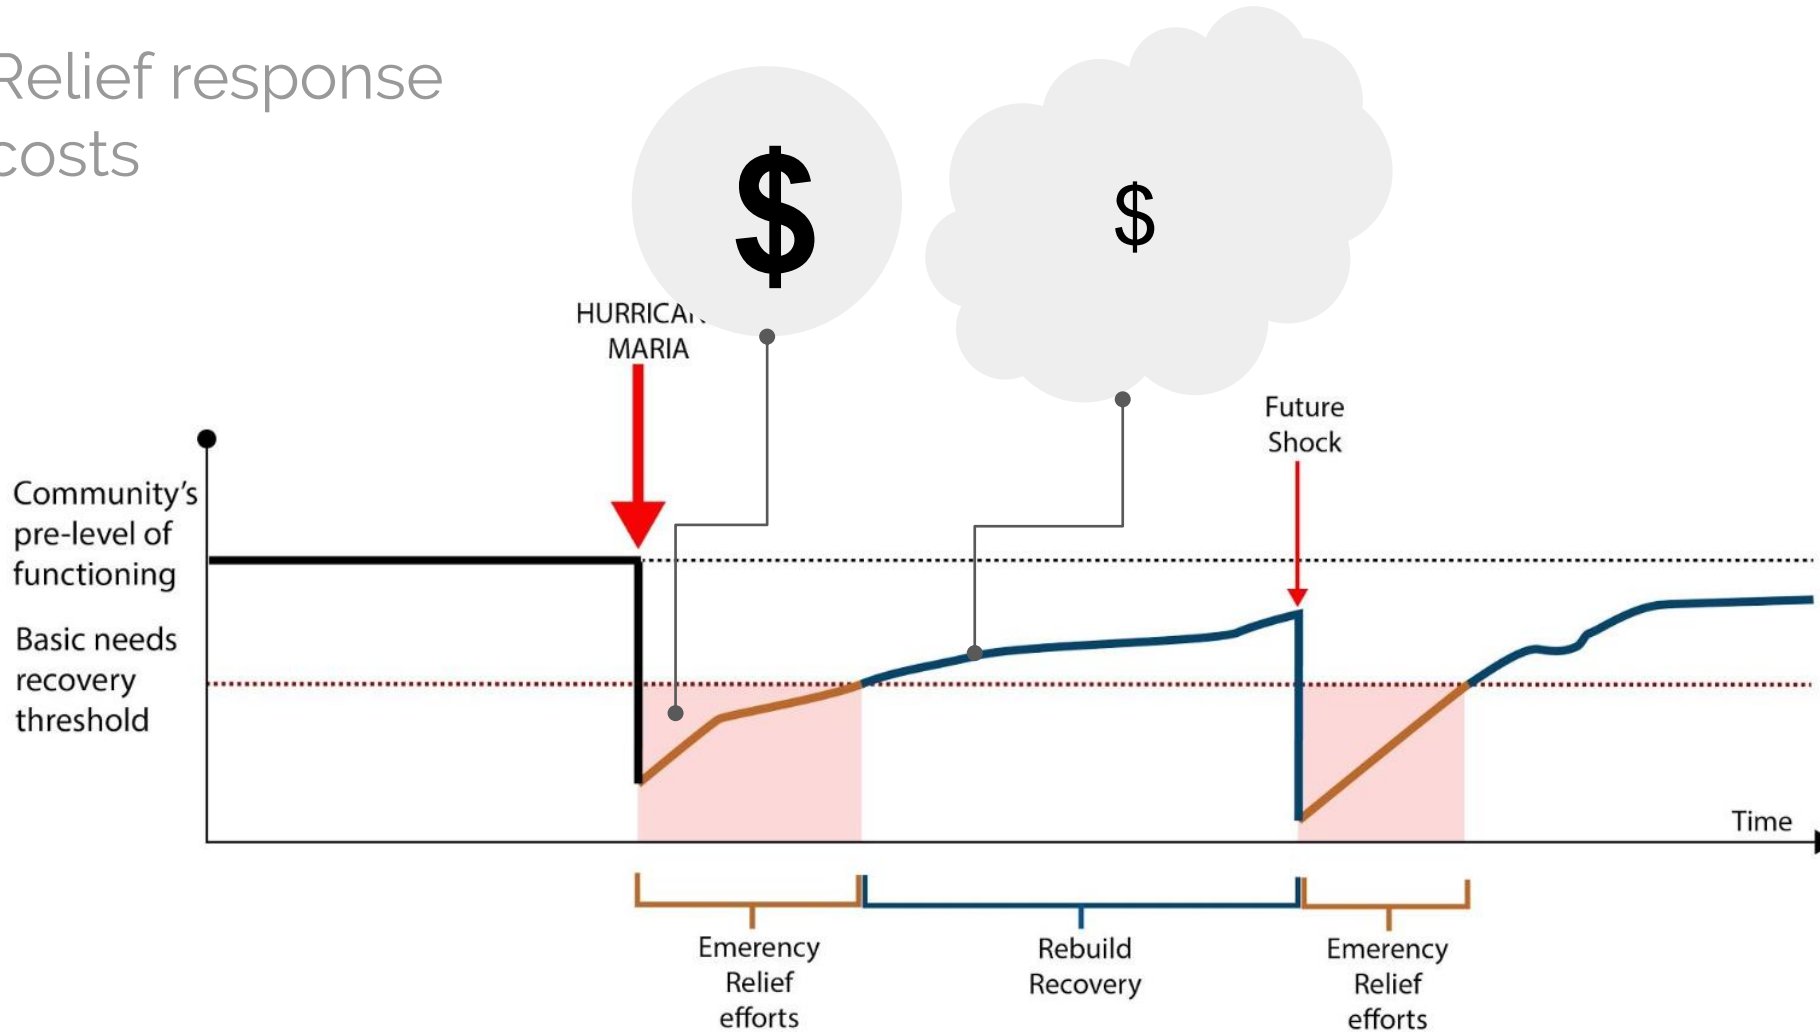 Relief response
costs
$
$
MARIA
Future
Shock
Community's
pre-level of
functioning
Basic needs
recovery
threshold
Time
Emerency
Relief
efforts
Rebuild
Recovery
Emerency
Relief
efforts